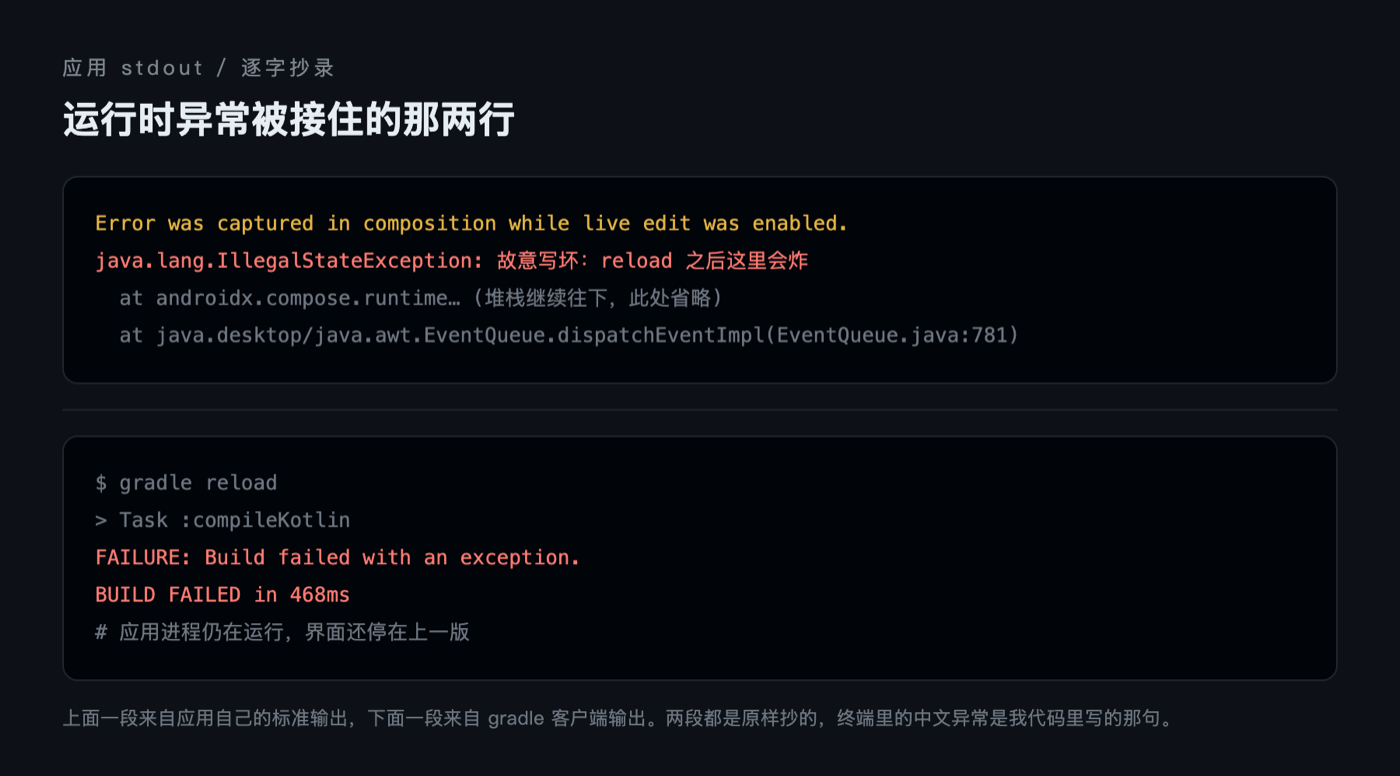 应用 stdout / 逐字抄录
运行时异常被接住的那两行
Error was captured in composition while live edit was enabled.
java.lang.IllegalStateException: 故意写坏：reload 之后这里会炸
at androidx.compose.runtime…（堆栈继续往下，此处省略）
at java.desktop/java.awt.EventQueue.dispatchEventImpl(EventQueue.java:781)
$ gradle reload
> Task :compileKotlin
FAILURE: Build failed with an exception.
BUILD FAILED in 468ms
# 应用进程仍在运行，界面还停在上一版
上面一段来自应用自己的标准输出，下面一段来自 gradle 客户端输出。两段都是原样抄的，终端里的中文异常是我代码里写的那句。